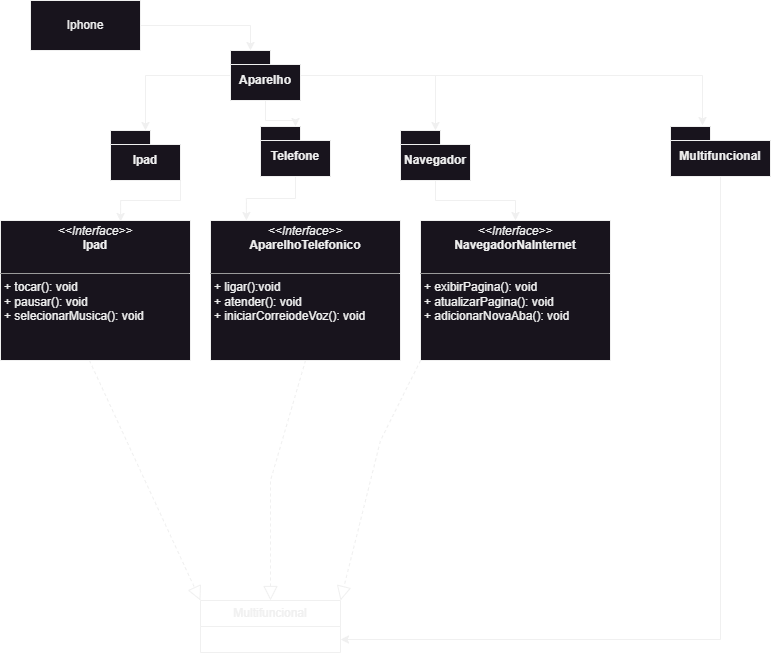 Iphone
Aparelho
Ipad
Telefone
Navegador
Multifuncional
<<Interface>>
Ipad
+ tocar(): void
+ pausar(): void
+ selecionarMusica(): void
<<Interface>>
AparelhoTelefonico
+ ligar():void
+ atender(): void
+ iniciarCorreiodeVoz(): void
<<Interface>>
NavegadorNaInternet
+ exibirPagina(): void
+ atualizarPagina(): void
+ adicionarNovaAba(): void
Multifuncional